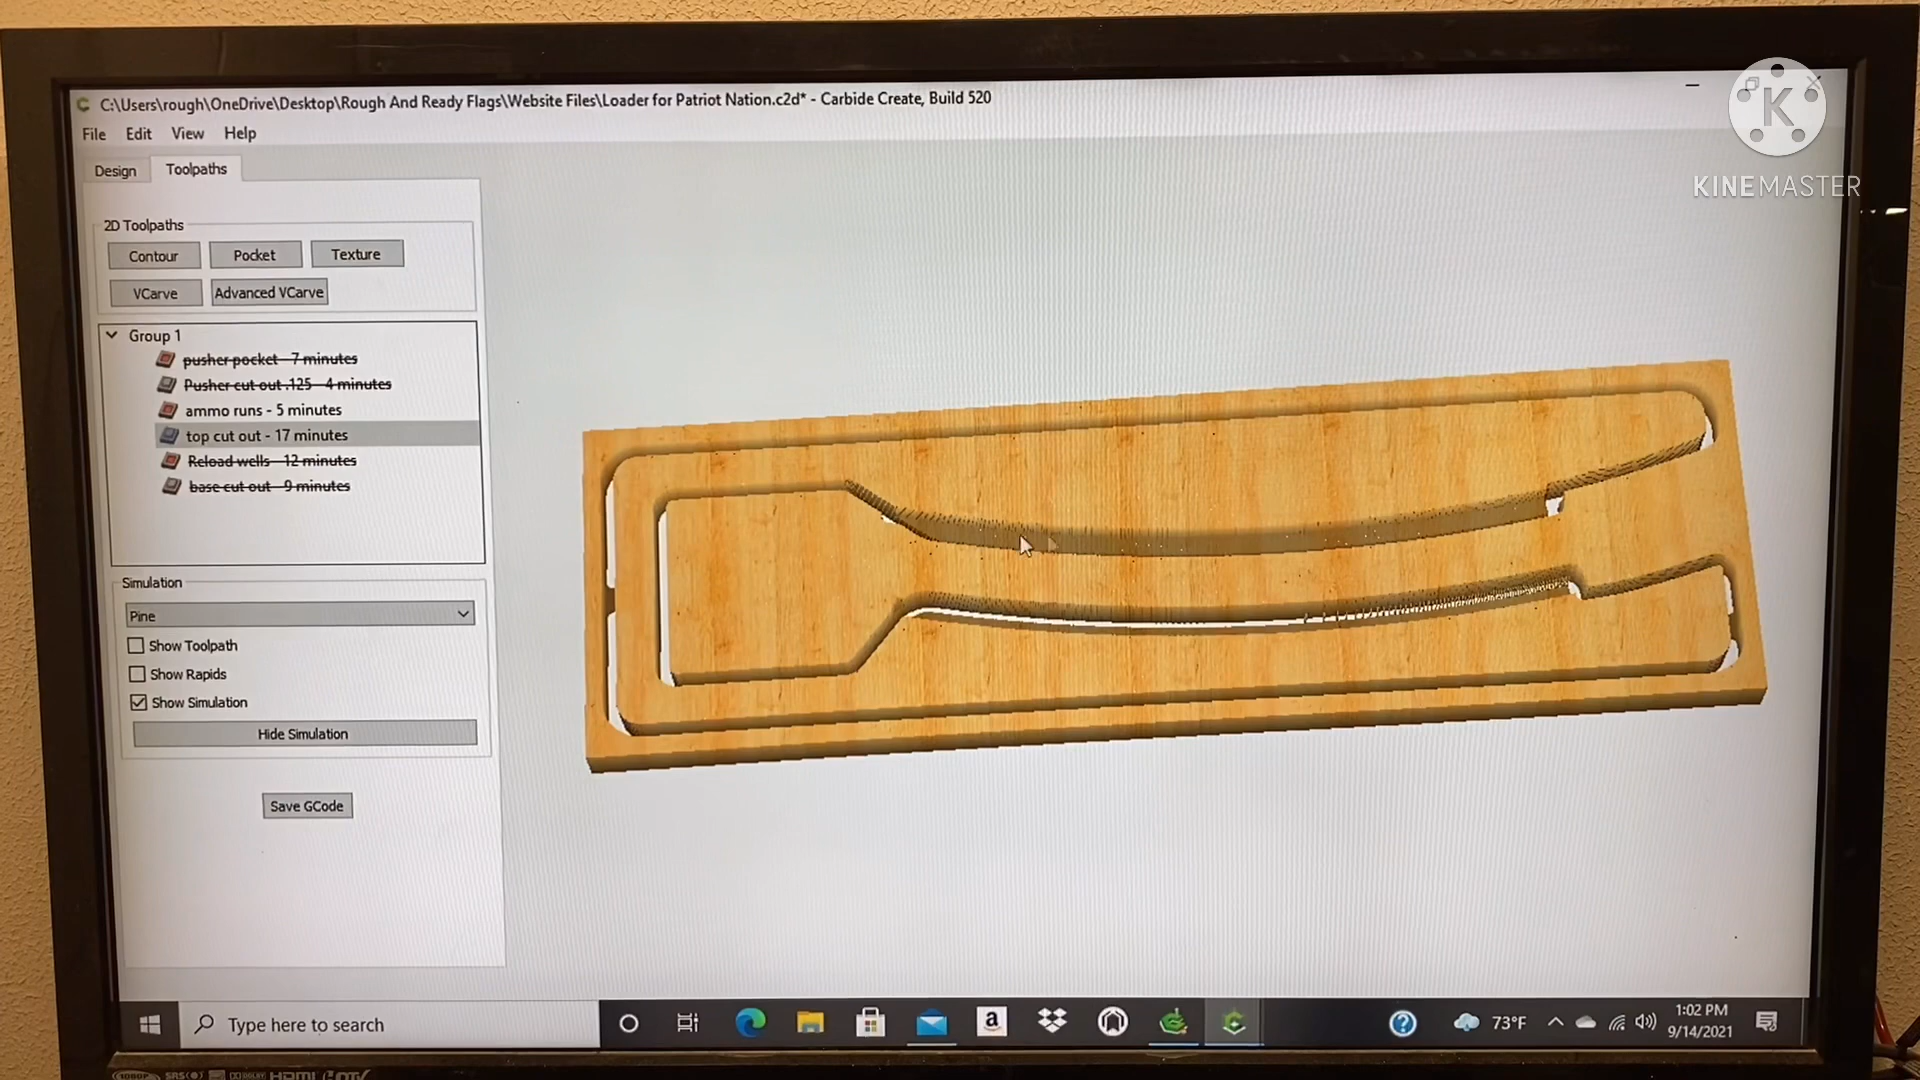 C:\Users\rough\OneDrive\Desktop\Rough And Ready Flags\Website Files\Loader for Patriot Nation.c2d* - Carbide Create, Build 520
File Edit View Help
K
KINEMASTER
Design Toolpaths
2D Toolpaths
Contour Pocket Texture
VCarve Advanced VCarve
Group 1
pusher pocket - 7 minutes
Pusher cut out .125 - 4 minutes
ammo runs - 5 minutes
top cut out - 17 minutes
Reload wells - 12 minutes
base cut out - 9 minutes
Simulation
Pine
Show Toolpath
Show Rapids
Show Simulation
Hide Simulation
Save GCode
Type here to search
a
73°F
1:02 PM
9/14/2021
1080P SRS HDMI